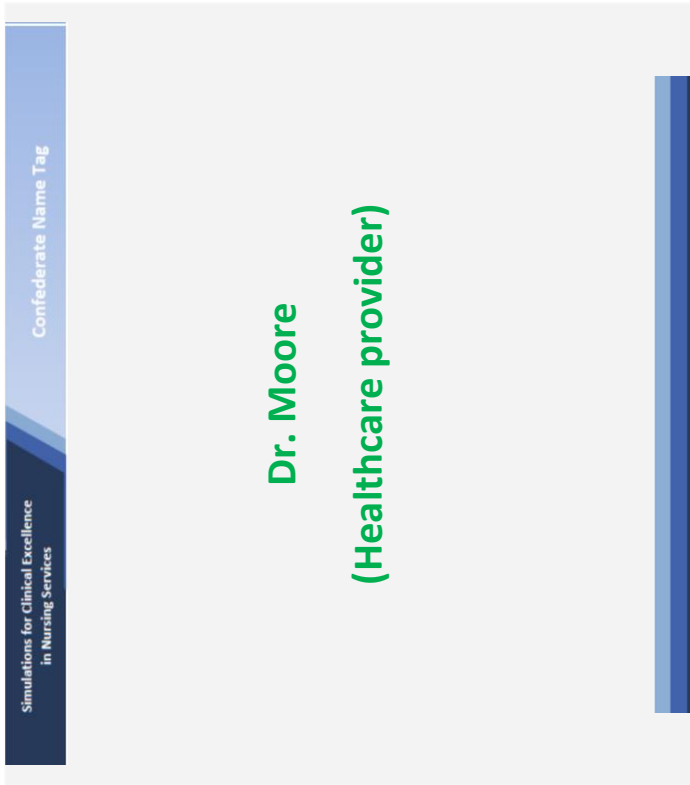 Simulations for Clinical Excellence
in Nursing Services
Confederate Name Tag
Dr. Moore
(Healthcare provider)